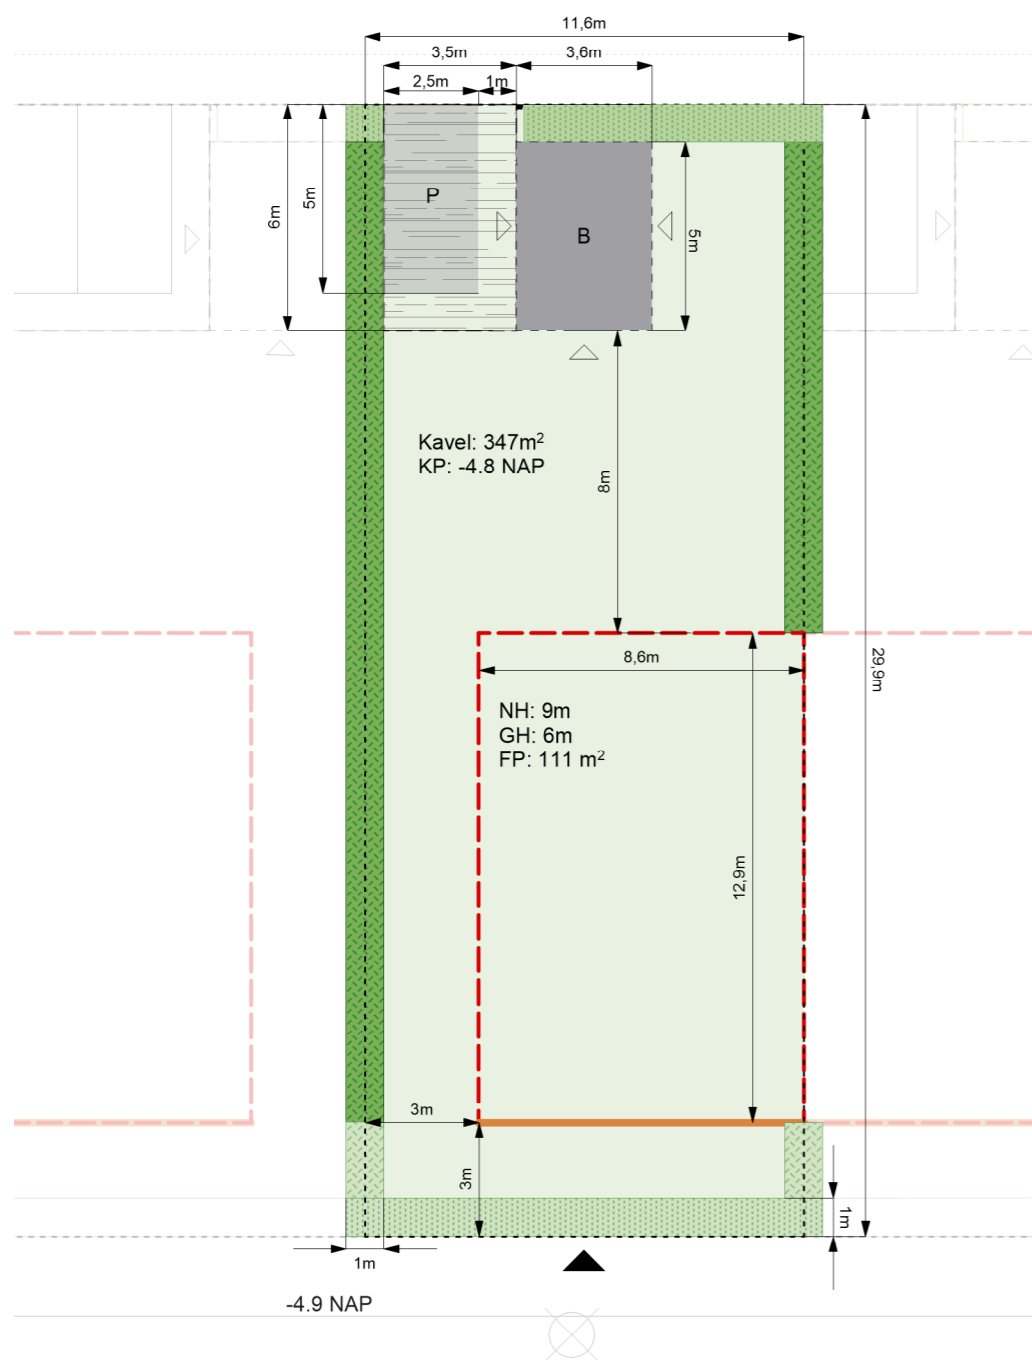 11,6m
3,5m
3,6m
2,5m
1m
6m
5m
P
B
5m
Kavel: 347m²
KP: -4.8 NAP
8m
8,6m
29,9m
NH: 9m
GH: 6m
FP: 111 m²
12,9m
3m
3m
1m
1m
-4.9 NAP